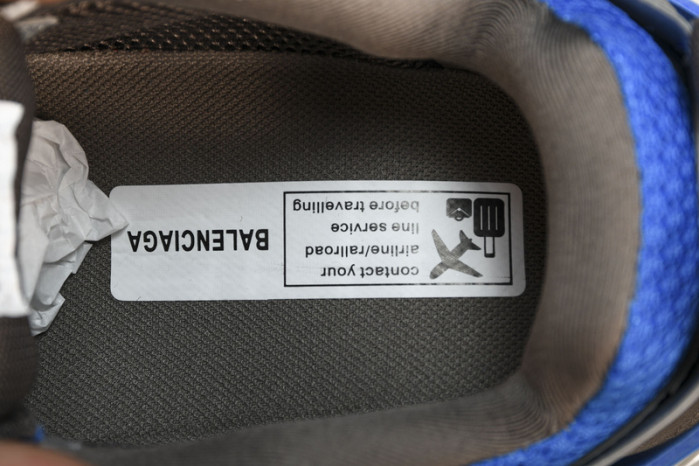 contact your
airline/railroad
line service
before travelling
BALENCIAGA